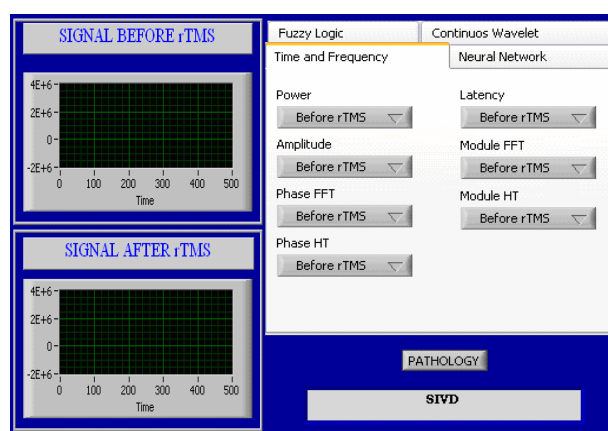 SIGNAL BEFORE rTMS
4E+6
2E+6
0
-2E+6
0 100 200 300 400 500
Time
SIGNAL AFTER rTMS
4E+6
2E+6
0
-2E+6
0 100 200 300 400 500
Time
Fuzzy Logic Continuos Wavelet
Time and Frequency Neural Network
Power Latency
Before rTMS Before rTMS
Amplitude Module FFT
Before rTMS Before rTMS
Phase FFT Module HT
Before rTMS Before rTMS
Phase HT
Before rTMS
PATHOLOGY
SIVD